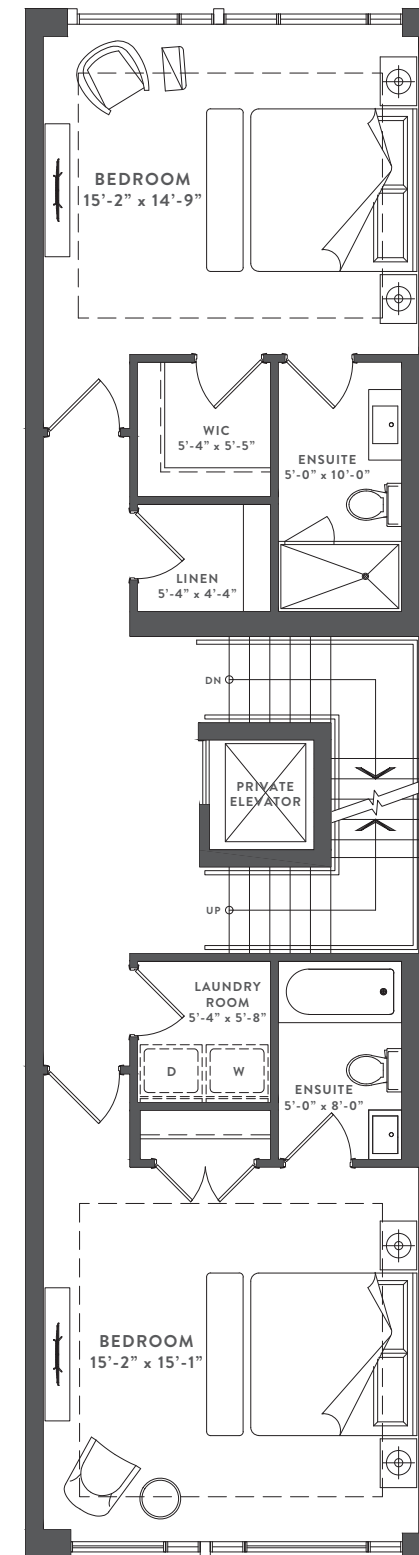 BEDROOM
15’-2” x 14’-9”
WIC
5’-4” x 5’-5”
ENSUITE
5’-0” x 10’-0”
LINEN
5’-4” x 4’-4”
DN
PRIVATE
ELEVATOR
UP
LAUNDRY
ROOM
5’-4” x 5’-8”
D
W
ENSUITE
5’-0” x 8’-0”
BEDROOM
15’-2” x 15’-1”